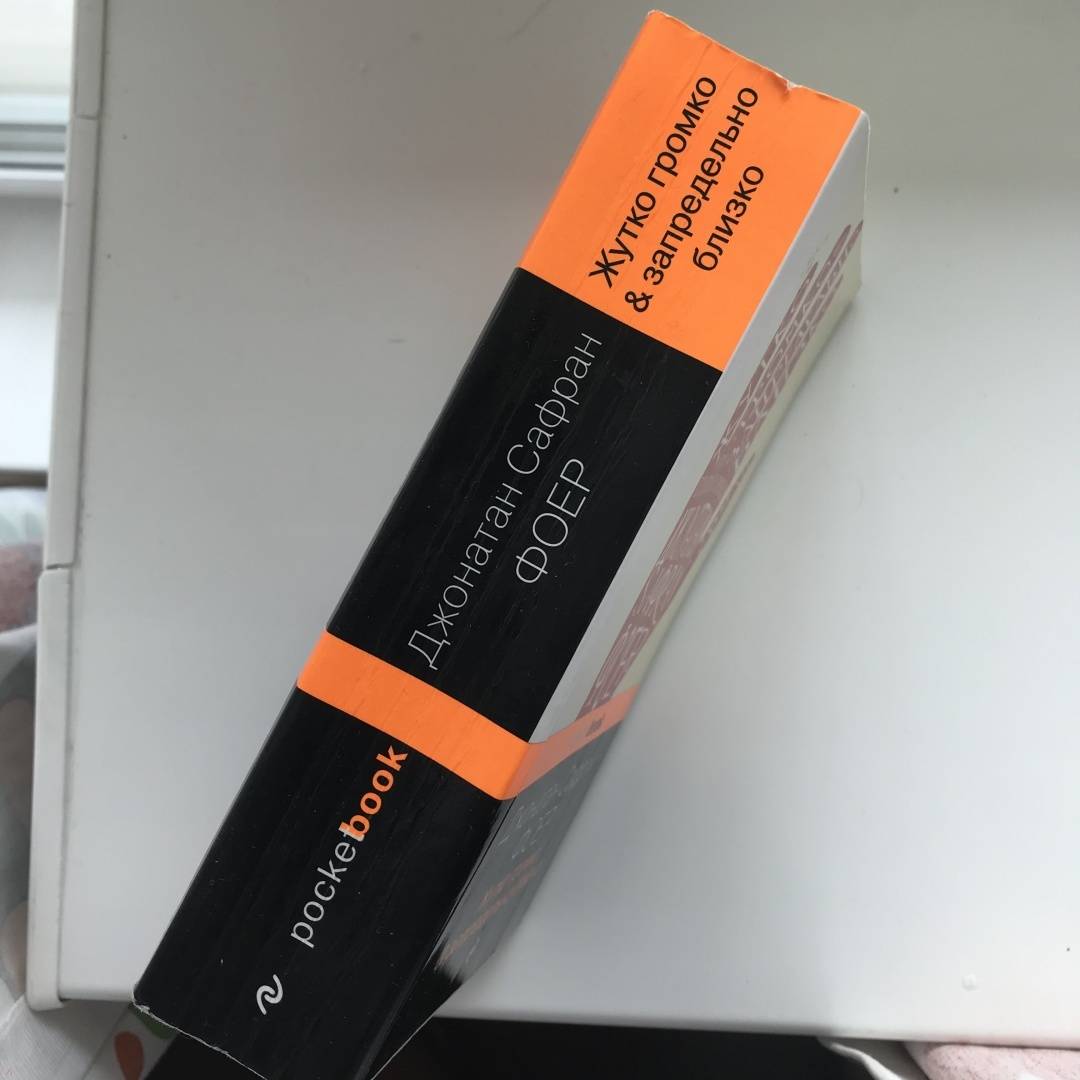 Жутко громко
& запредельно
близко
Джонатан Сафран
ФОЕР
pocketbook